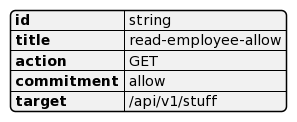 id string
title read-employee-allow
action GET
commitment allow
target /api/v1/stuff